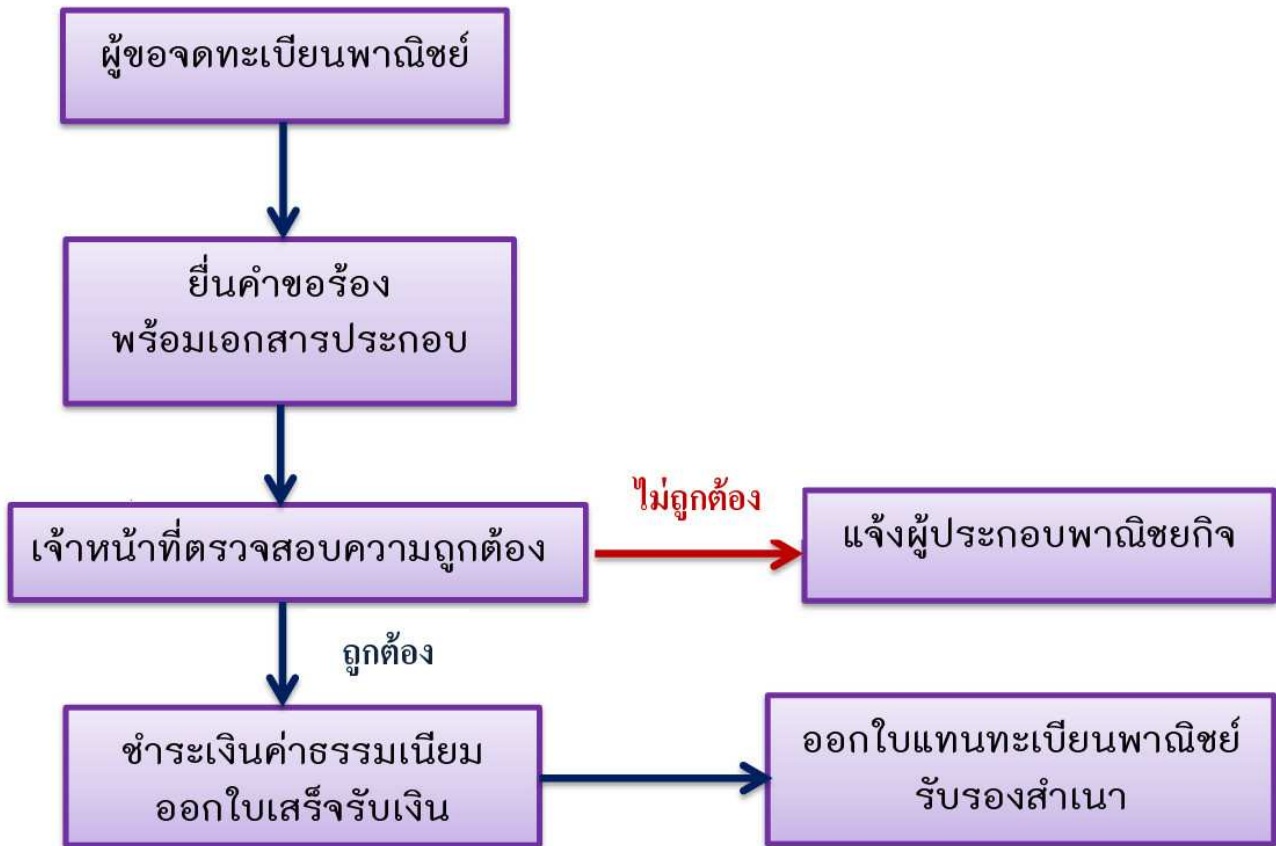 ผู้ขอจดทะเบียนพาณิชย์
ยื่นคำขอร้อง
พร้อมเอกสารประกอบ
เจ้าหน้าที่ตรวจสอบความถูกต้อง
ไม่ถูกต้อง
แจ้งผู้ประกอบพาณิชยกิจ
ถูกต้อง
ชำระเงินค่าธรรมเนียม
ออกใบเสร็จรับเงิน
ออกใบแทนทะเบียนพาณิชย์
รับรองสำเนา